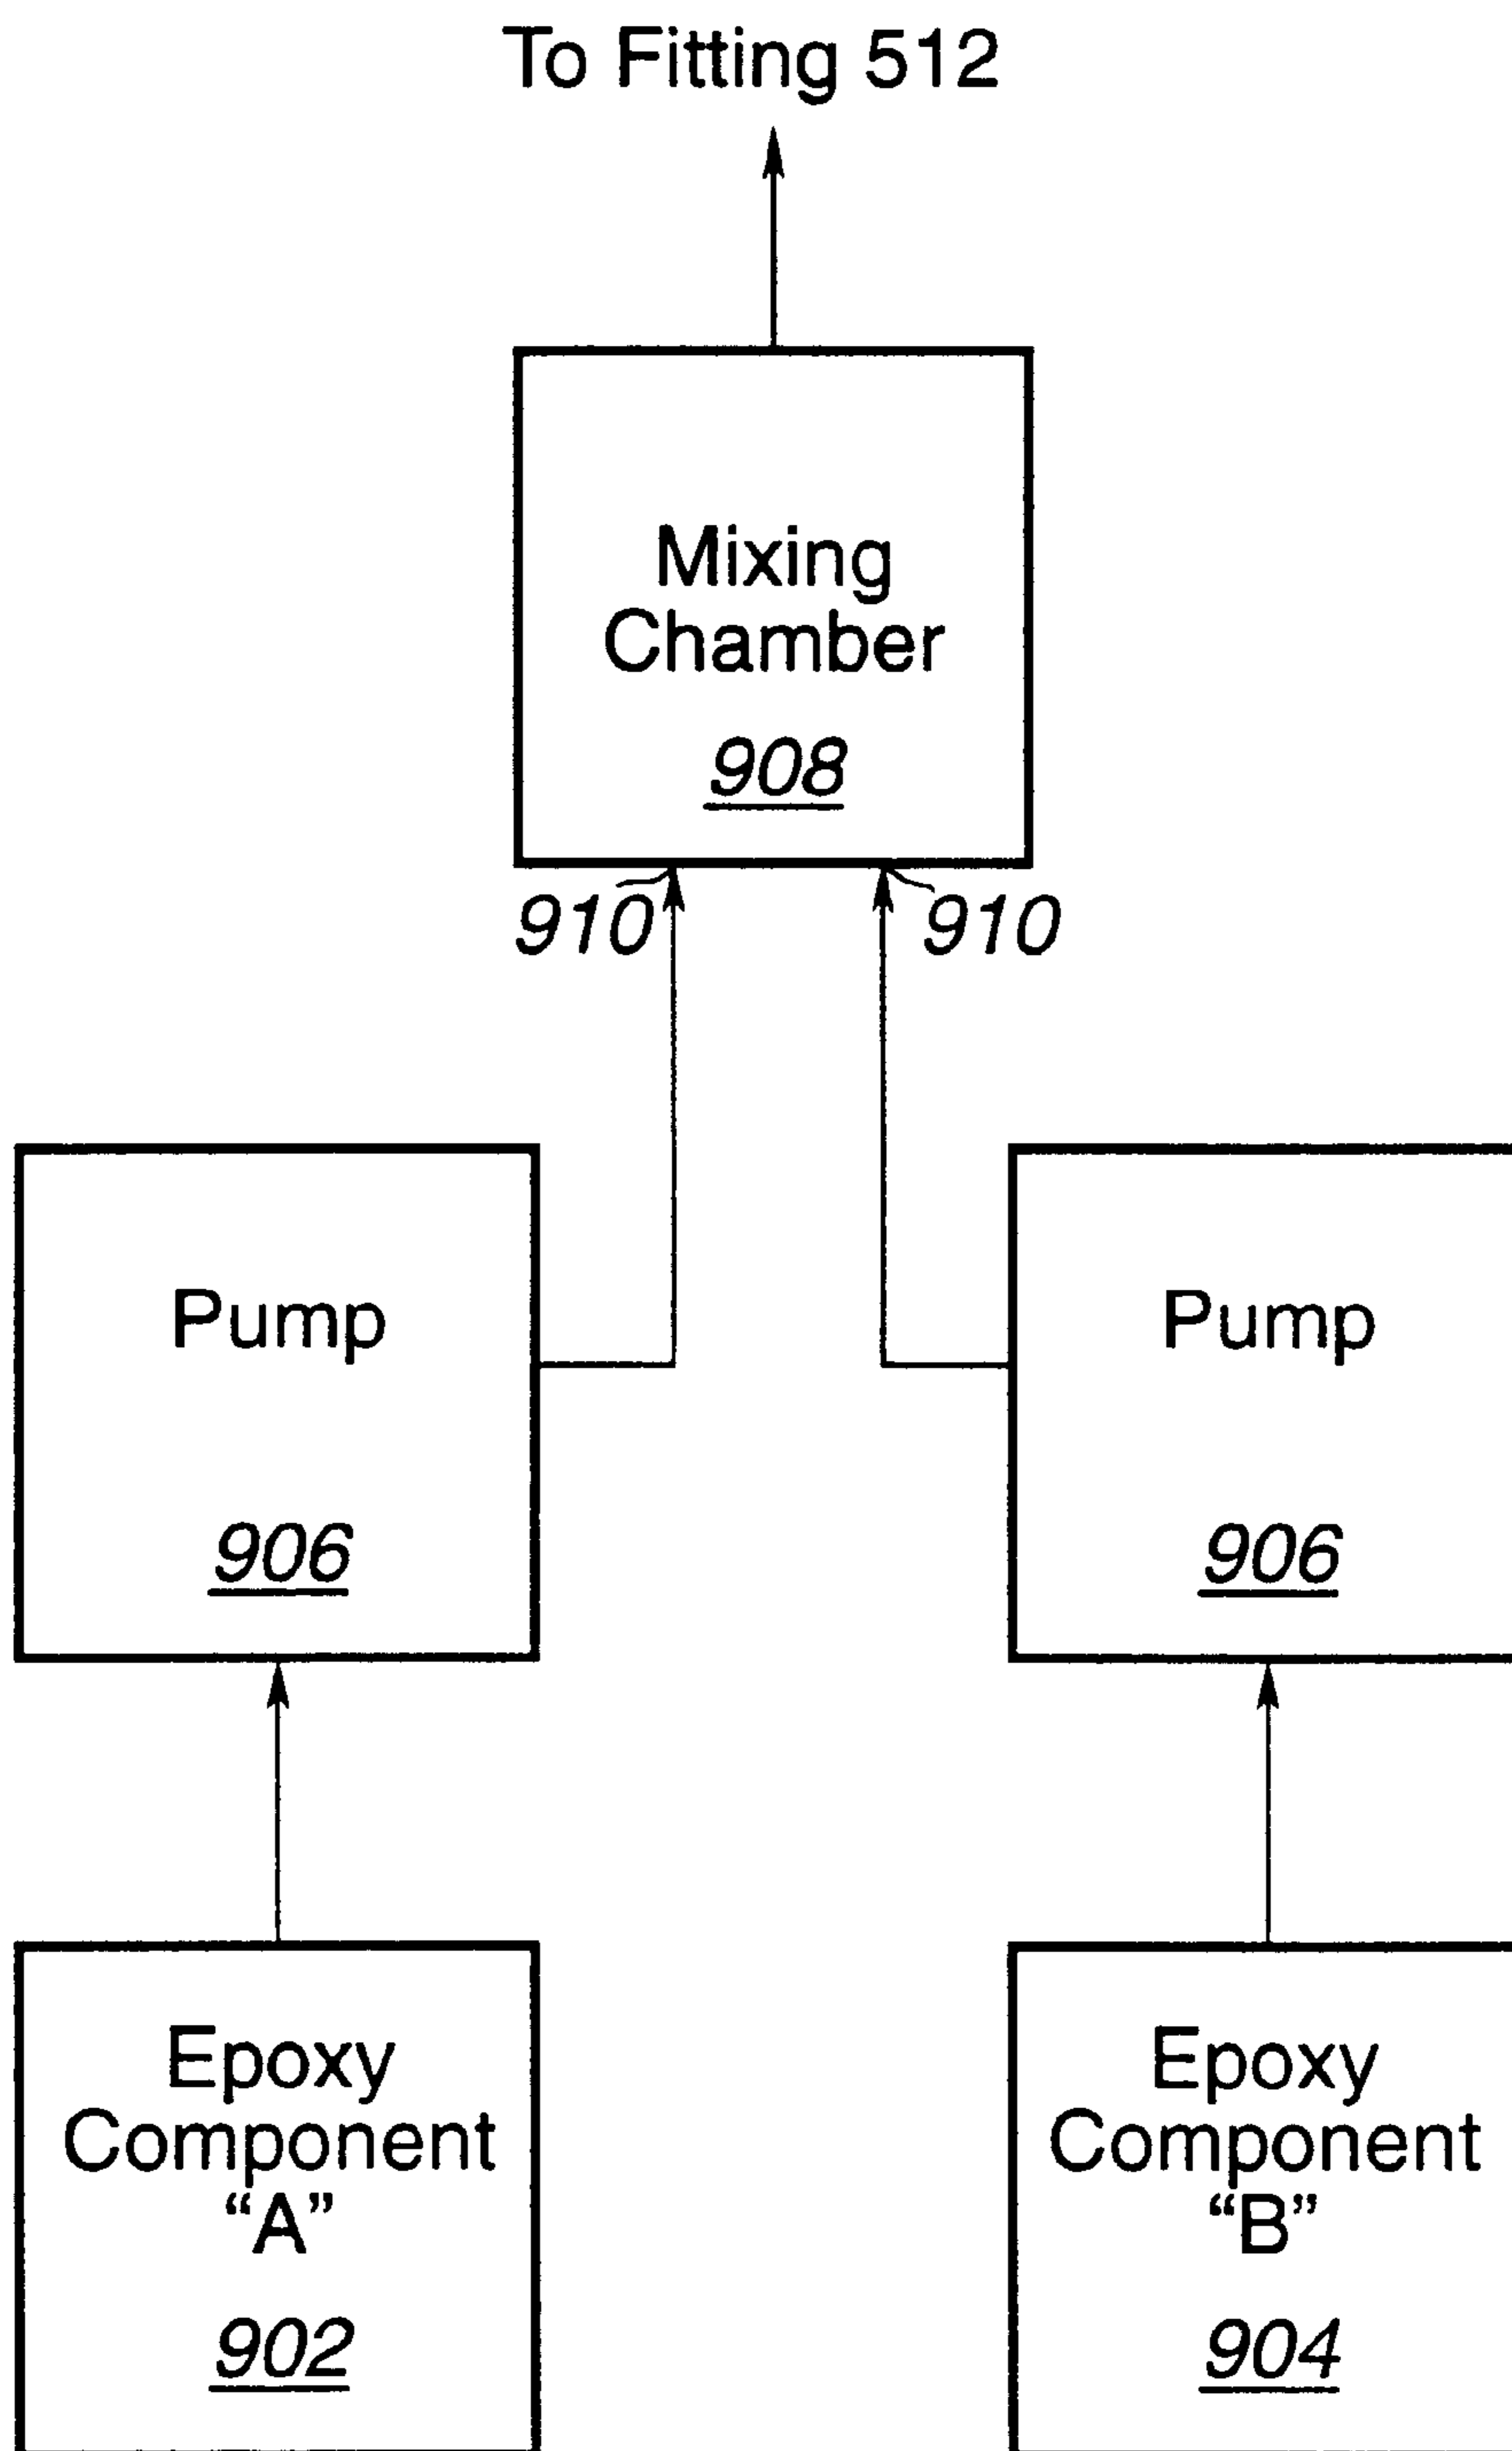 To Fitting 512
Mixing
Chamber
908
910
910
Pump
906
Pump
906
Epoxy
Component
“A”
902
Epoxy
Component
“B”
904